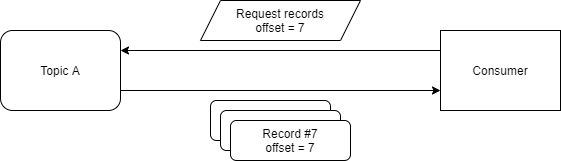 Request records
offset = 7
Topic A
Consumer
Record #7
offset = 7